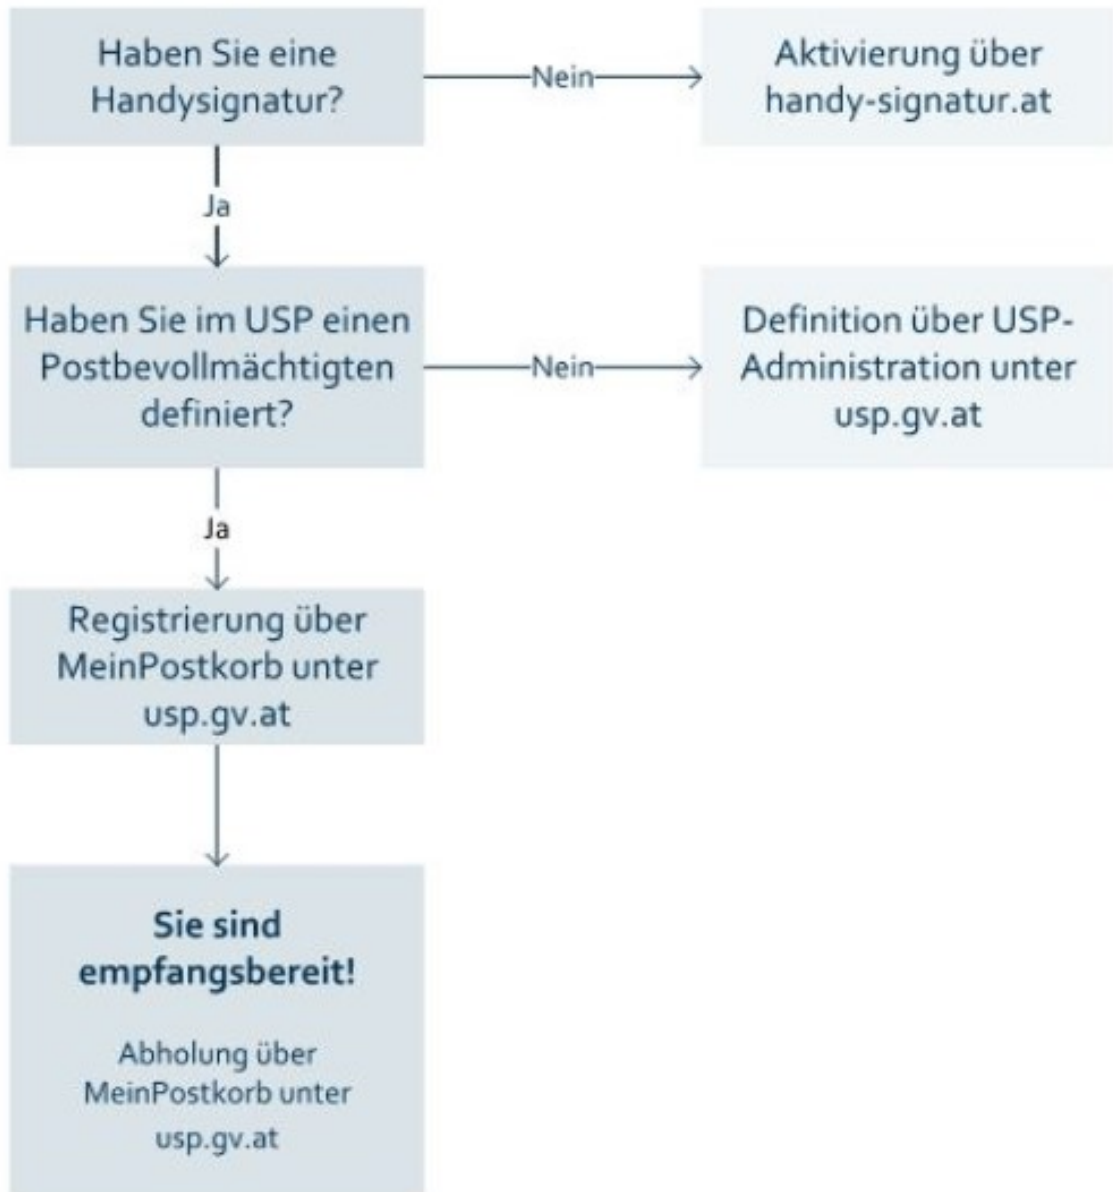 Haben Sie eine
Handysignatur?
Nein
Aktivierung über
handy-signatur.at
Ja
Haben Sie im USP einen
Postbevollmächtigten
definiert?
Nein
Definition über USP-
Administration unter
usp.gv.at
Ja
Registrierung über
MeinPostkorb unter
usp.gv.at
Sie sind
empfangsbereit!
Abholung über
MeinPostkorb unter
usp.gv.at